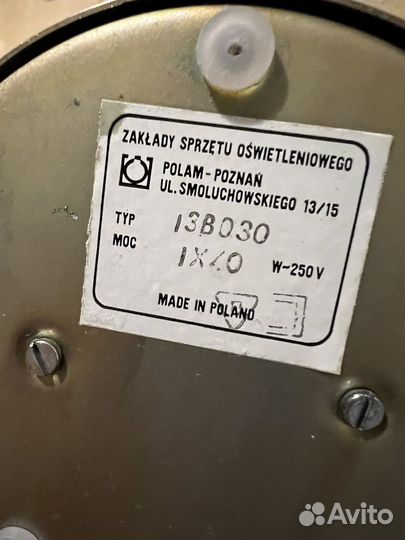 ZAKŁADY SPRZĘTU OŚWIETLENIOWEGO
POLAM-POZNAŃ
UL. SMOLUCHOWSKIEGO 13/15
TYP 13B030
MOC 1X40 W~250V
MADE IN POLAND
Avito